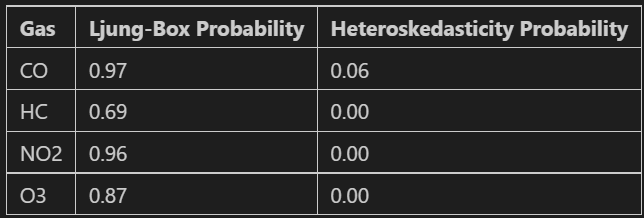 Gas Ljung-Box Probability Heteroskedasticity Probability
CO 0.97 0.06
HC 0.69 0.00
NO2 0.96 0.00
O3 0.87 0.00